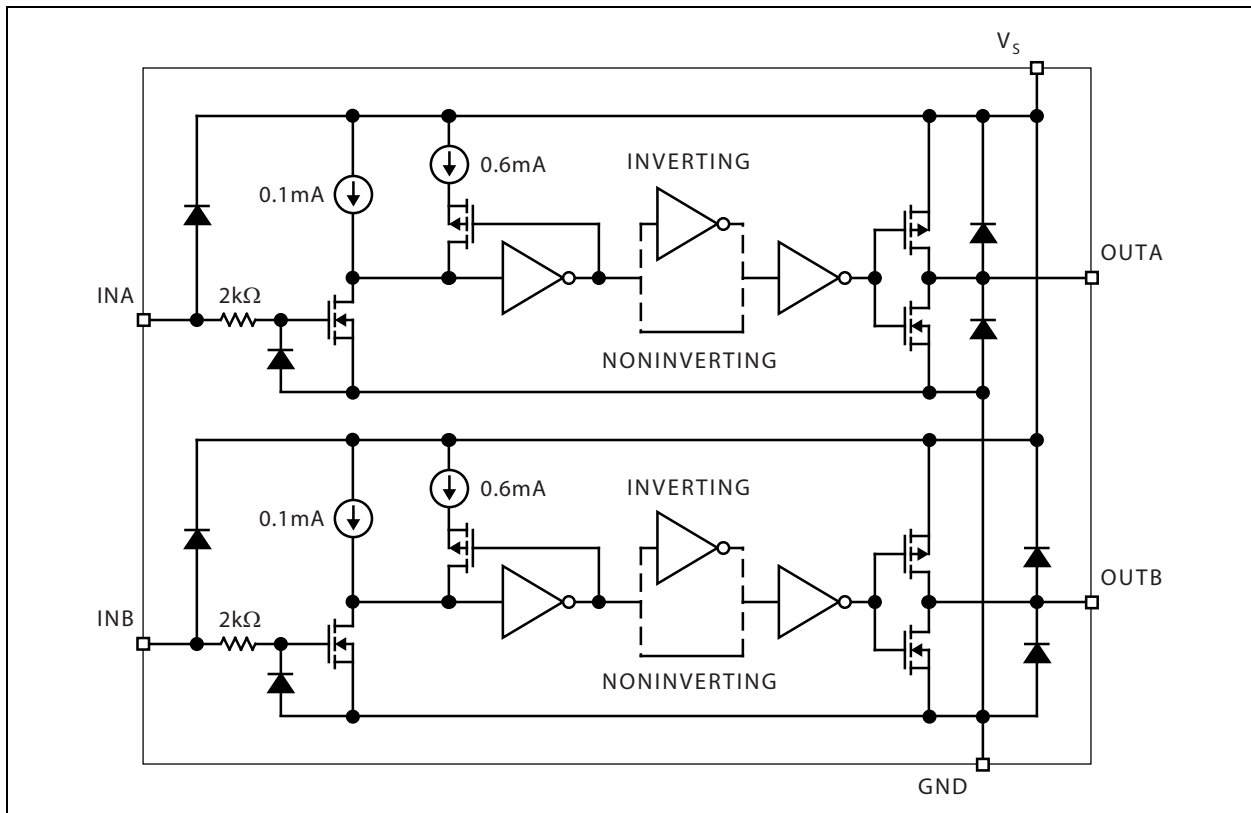 V_S
0.6mA
INVERTING
0.1mA
OUTA
INA
2kΩ
NONINVERTING
0.6mA
INVERTING
0.1mA
OUTB
INB
2kΩ
NONINVERTING
GND